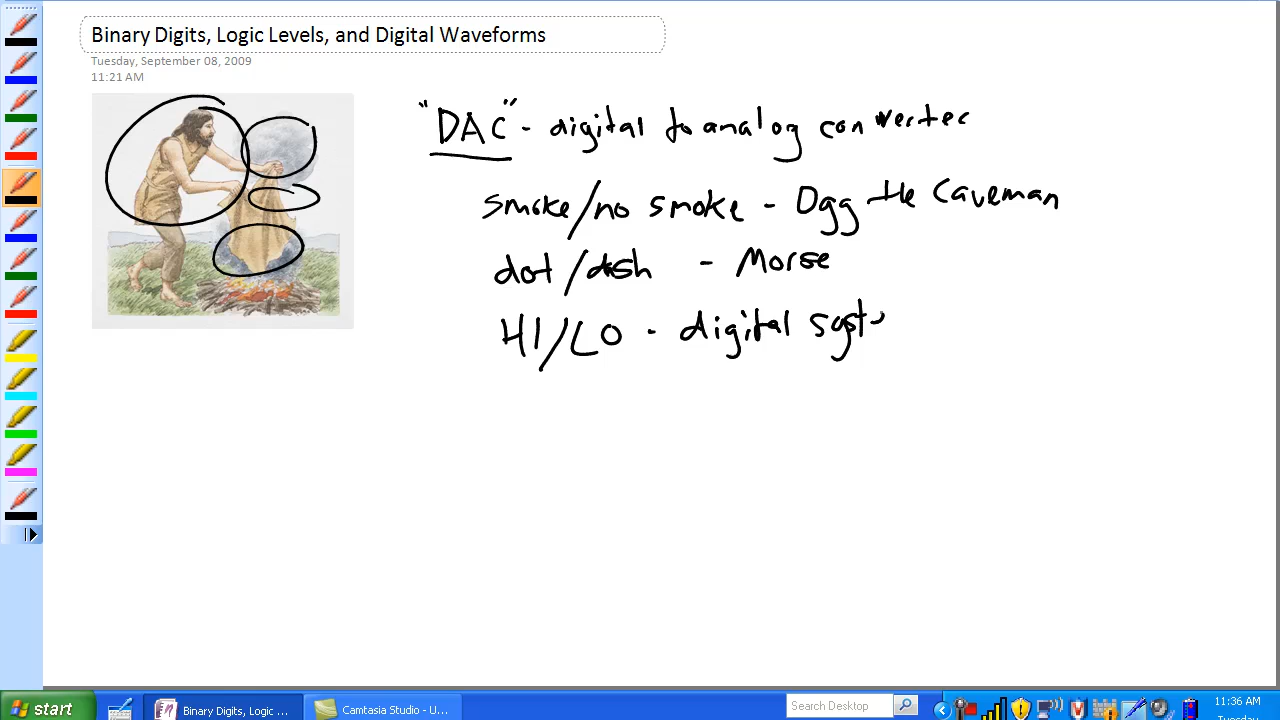 Binary Digits, Logic Levels, and Digital Waveforms
Tuesday, September 08, 2009
11:21 AM
"DAC" - digital to analog converter
smoke/no smoke - Ogg the Caveman
dot/dash - Morse
HI/LO - digital syst
start
Binary Digits, Logic ...
Camtasia Studio - U...
Search Desktop
11:36 AM
Tuesday